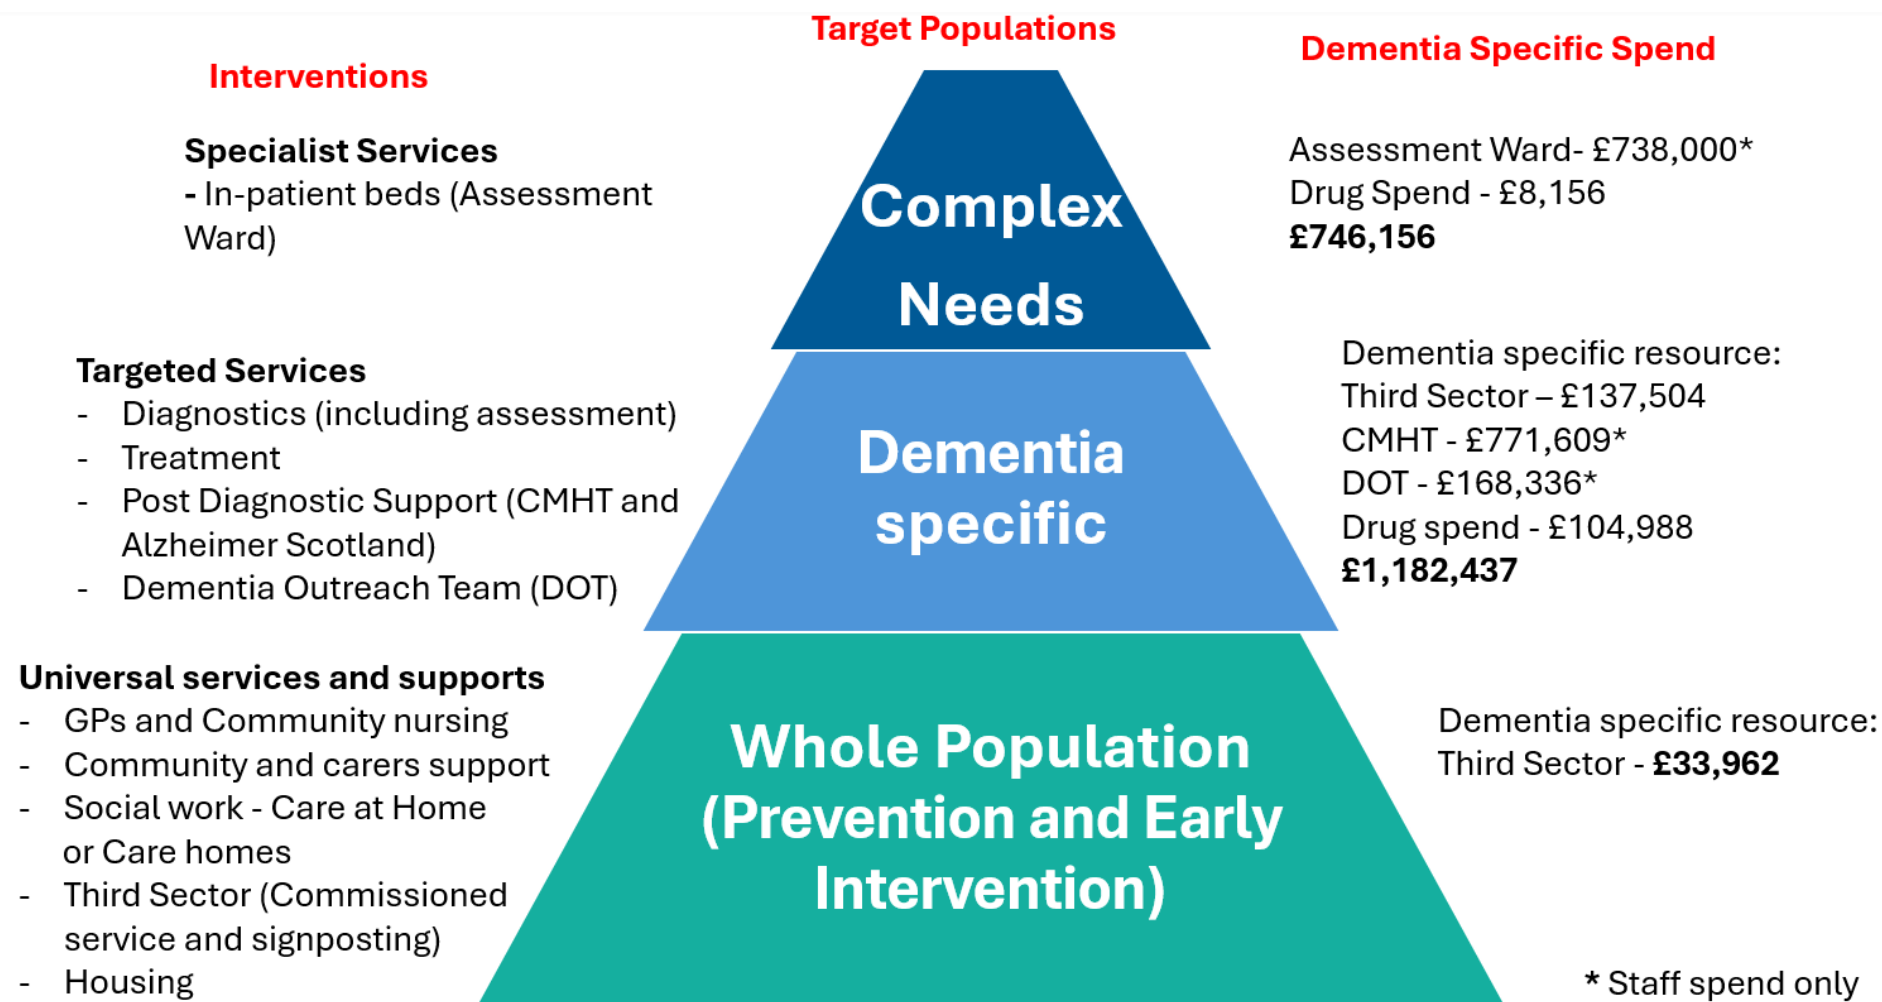 Target Populations
Interventions
Dementia Specific Spend
Specialist Services
- In-patient beds (Assessment
Ward)
Complex
Needs
Assessment Ward- £738,000*
Drug Spend - £8,156
£746,156
Targeted Services
- Diagnostics (including assessment)
- Treatment
- Post Diagnostic Support (CMHT and
Alzheimer Scotland)
- Dementia Outreach Team (DOT)
Dementia
specific
Dementia specific resource:
Third Sector – £137,504
CMHT - £771,609*
DOT - £168,336*
Drug spend - £104,988
£1,182,437
Universal services and supports
- GPs and Community nursing
- Community and carers support
- Social work - Care at Home
or Care homes
- Third Sector (Commissioned
service and signposting)
- Housing
Whole Population
(Prevention and Early
Intervention)
Dementia specific resource:
Third Sector - £33,962
* Staff spend only